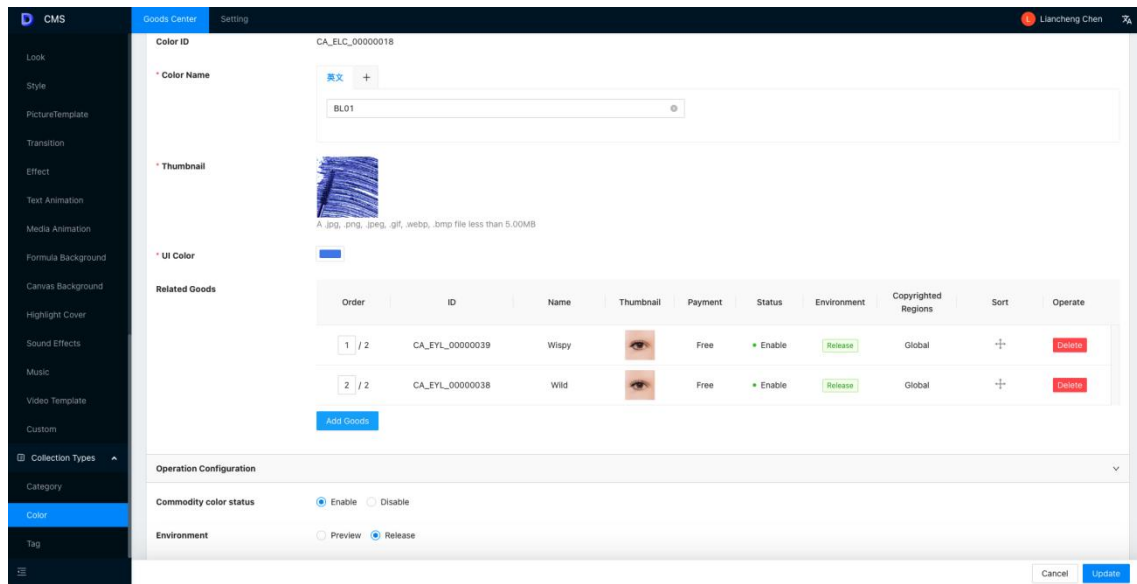 CMS
Goods Center
Setting
L
Liancheng Chen
Look
Style
PictureTemplate
Transition
Effect
Text Animation
Media Animation
Formula Background
Canvas Background
Highlight Cover
Sound Effects
Music
Video Template
Custom
Collection Types
Category
Color
Tag
Color ID
CA_ELC_00000018
* Color Name
英文 +
BL01
* Thumbnail
A .jpg, .png, .jpeg, .gif, .webp, .bmp file less than 5.00MB
* UI Color
Related Goods
Order ID Name Thumbnail Payment Status Environment Copyrighted Regions Sort Operate
1 / 2 CA_EYL_00000039 Wispy Free Enable Release Global Delete
2 / 2 CA_EYL_00000038 Wild Free Enable Release Global Delete
Add Goods
Operation Configuration
Commodity color status
Enable Disable
Environment
Preview Release
Cancel Update